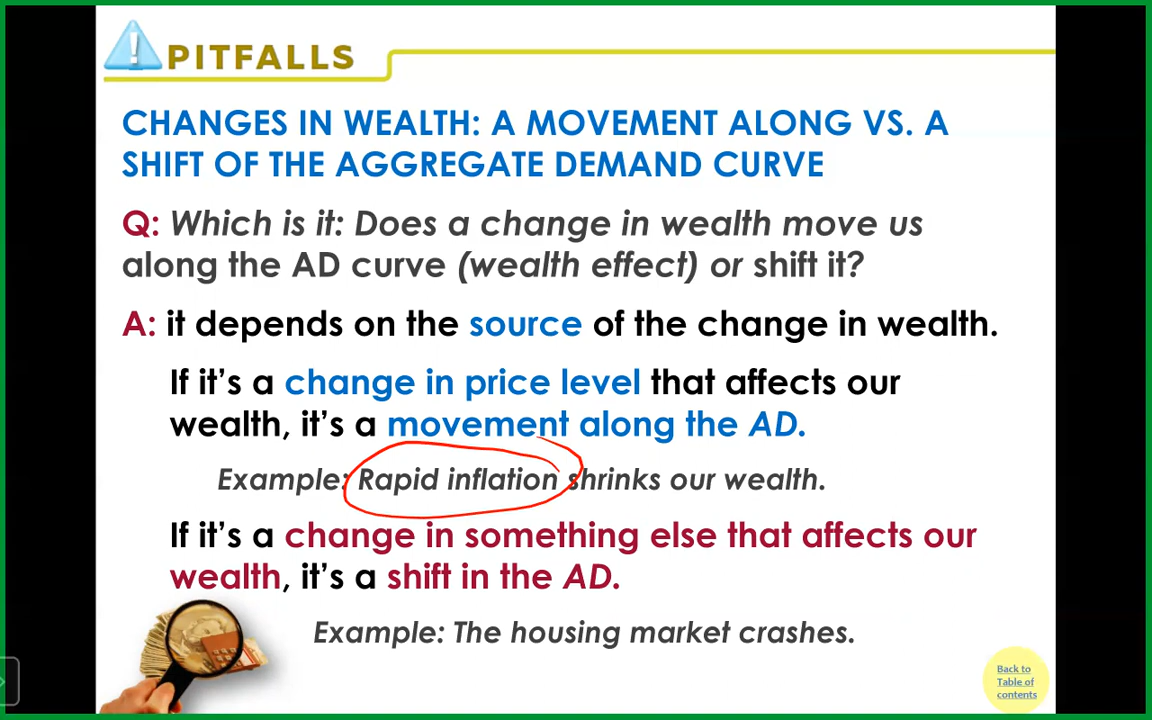 PITFALLS
CHANGES IN WEALTH: A MOVEMENT ALONG VS. A
SHIFT OF THE AGGREGATE DEMAND CURVE
Q: Which is it: Does a change in wealth move us
along the AD curve (wealth effect) or shift it?
A: it depends on the source of the change in wealth.
If it's a change in price level that affects our
wealth, it's a movement along the AD.
Example: Rapid inflation shrinks our wealth.
If it's a change in something else that affects our
wealth, it's a shift in the AD.
Example: The housing market crashes.
Back to
Table of
contents